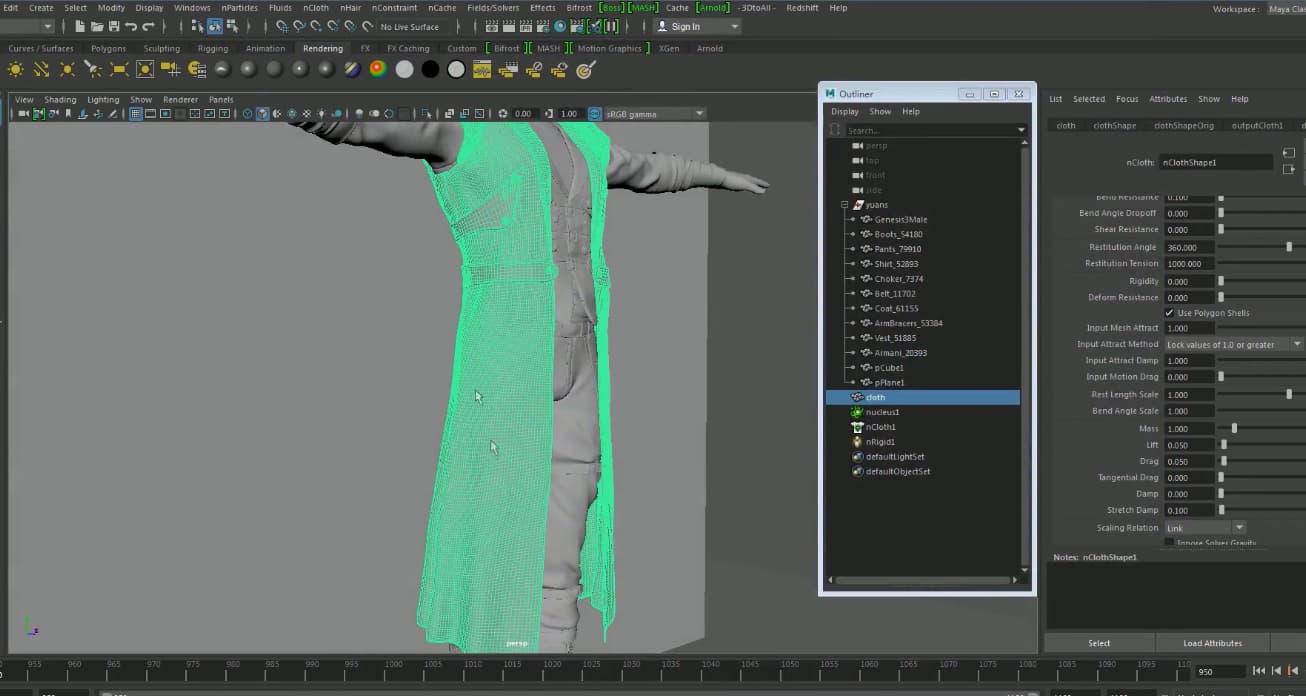 Edit Create Select Modify Display Windows nParticles Fluids nCloth nHair nConstraint nCache Fields/Solvers Effects Bifrost [Boss] [MASH] Cache [Arnold] -3DtoAll- Redshift Help Workspace: Maya Clas
No Live Surface Sign In
Curves / Surfaces Polygons Sculpting Rigging Animation Rendering FX FX Caching Custom [ Bifrost ] [ MASH ] [ Motion Graphics ] XGen Arnold
View Shading Lighting Show Renderer Panels
0.00 1.00 sRGB gamma
persp
Outliner
Display Show Help
Search...
persp
top
front
side
yuans
Genesis3Male
Boots_54180
Pants_79910
Shirt_52893
Choker_7374
Belt_11702
Coat_61155
ArmBracers_53384
Vest_51885
Armani_20393
pCube1
pPlane1
cloth
nucleus1
nCloth1
nRigid1
defaultLightSet
defaultObjectSet
List Selected Focus Attributes Show Help
cloth clothShape clothShapeOrig outputCloth1
nCloth: nClothShape1
Bend Resistance 0.100
Bend Angle Dropoff 0.000
Shear Resistance 0.000
Restitution Angle 360.000
Restitution Tension 1000.000
Rigidity 0.000
Deform Resistance 0.000
Use Polygon Shells
Input Mesh Attract 1.000
Input Attract Method Lock values of 1.0 or greater
Input Attract Damp 1.000
Input Motion Drag 0.000
Rest Length Scale 1.000
Bend Angle Scale 1.000
Mass 1.000
Lift 0.050
Drag 0.050
Tangential Drag 0.000
Damp 0.000
Stretch Damp 0.100
Scaling Relation Link
Ignore Solver Gravity
Notes: nClothShape1
Select Load Attributes
955 960 965 970 975 980 985 990 995 1000 1005 1010 1015 1020 1025 1030 1035 1040 1045 1050 1055 1060 1065 1070 1075 1080 1085 1090 1095 110
950